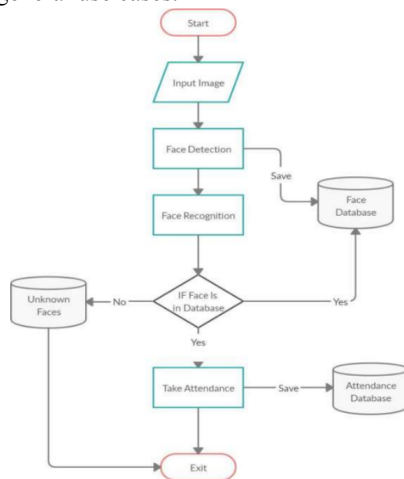 Start
Input Image
Face Detection
Save
Face
Database
Face Recognition
IF Face Is
in Database
No
Yes
Unknown
Faces
Yes
Take Attendance
Save
Attendance
Database
Exit